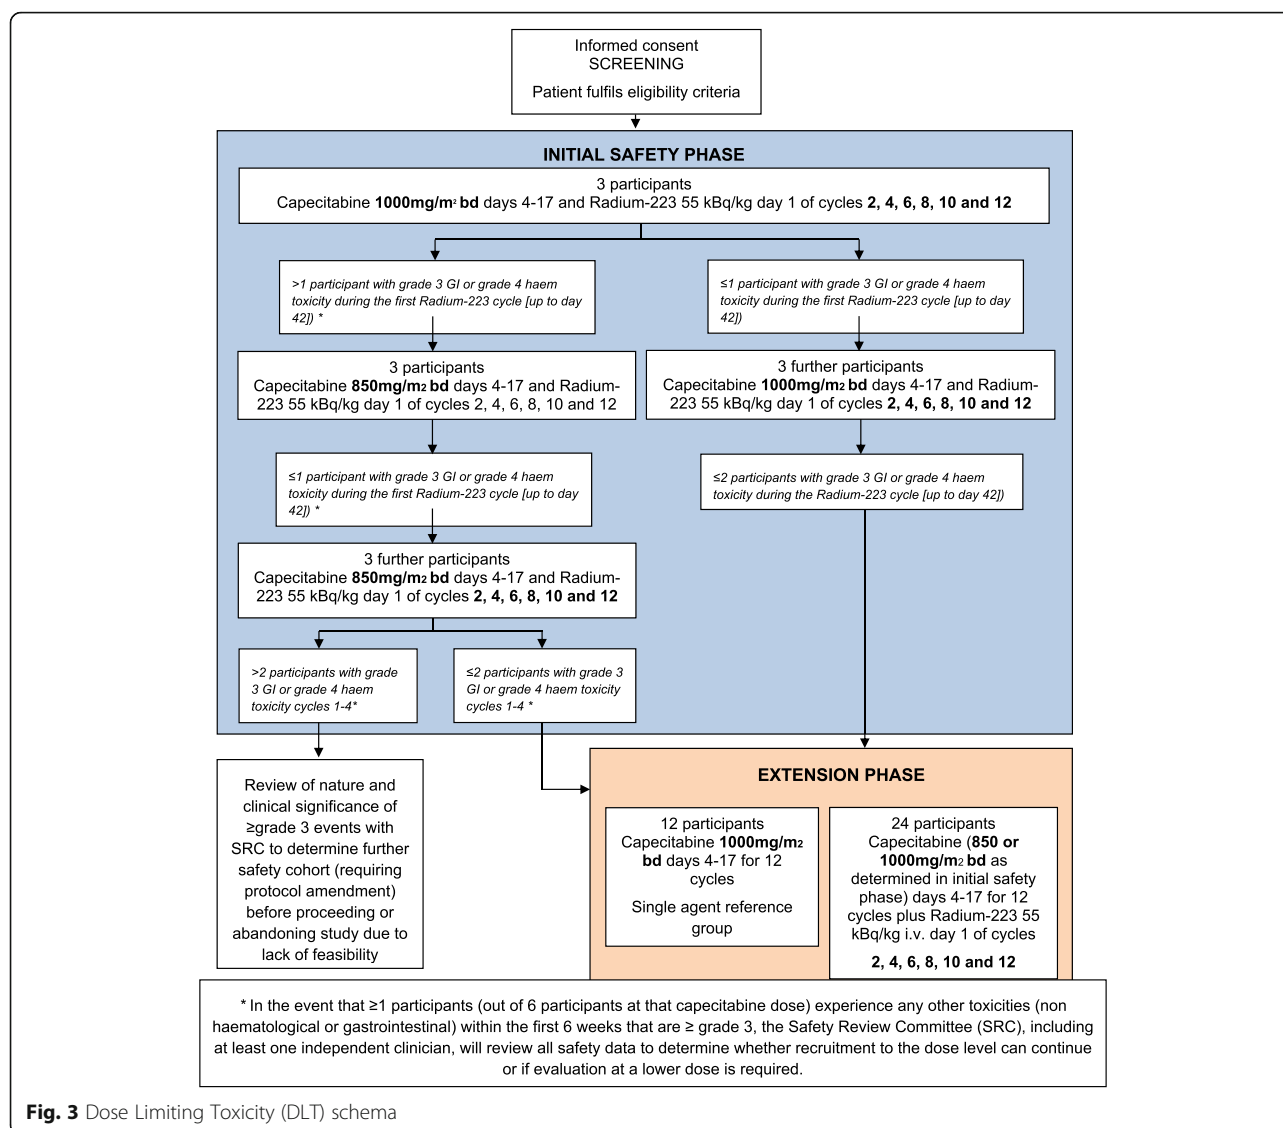 Informed consent
SCREENING
Patient fulfils eligibility criteria
INITIAL SAFETY PHASE
3 participants
Capecitabine 1000mg/m² bd days 4-17 and Radium-223 55 kBq/kg day 1 of cycles 2, 4, 6, 8, 10 and 12
>1 participant with grade 3 GI or grade 4 haem
toxicity during the first Radium-223 cycle [up to day
42]) *
≤1 participant with grade 3 GI or grade 4 haem
toxicity during the first Radium-223 cycle [up to day
42])
3 participants
Capecitabine 850mg/m2 bd days 4-17 and Radium-
223 55 kBq/kg day 1 of cycles 2, 4, 6, 8, 10 and 12
3 further participants
Capecitabine 1000mg/m2 bd days 4-17 and Radium-
223 55 kBq/kg day 1 of cycles 2, 4, 6, 8, 10 and 12
≤1 participant with grade 3 GI or grade 4 haem
toxicity during the first Radium-223 cycle [up to day
42]) *
≤2 participants with grade 3 GI or grade 4 haem
toxicity during the Radium-223 cycle [up to day 42])
3 further participants
Capecitabine 850mg/m2 bd days 4-17 and Radium-
223 55 kBq/kg day 1 of cycles 2, 4, 6, 8, 10 and 12
>2 participants with grade
3 GI or grade 4 haem
toxicity cycles 1-4*
≤2 participants with grade 3
GI or grade 4 haem toxicity
cycles 1-4 *
Review of nature and
clinical significance of
≥grade 3 events with
SRC to determine further
safety cohort (requiring
protocol amendment)
before proceeding or
abandoning study due to
lack of feasibility
EXTENSION PHASE
12 participants
Capecitabine 1000mg/m2
bd days 4-17 for 12
cycles
Single agent reference
group
24 participants
Capecitabine (850 or
1000mg/m2 bd as
determined in initial safety
phase) days 4-17 for 12
cycles plus Radium-223 55
kBq/kg i.v. day 1 of cycles
2, 4, 6, 8, 10 and 12
* In the event that ≥1 participants (out of 6 participants at that capecitabine dose) experience any other toxicities (non
haematological or gastrointestinal) within the first 6 weeks that are ≥ grade 3, the Safety Review Committee (SRC), including
at least one independent clinician, will review all safety data to determine whether recruitment to the dose level can continue
or if evaluation at a lower dose is required.
Fig. 3 Dose Limiting Toxicity (DLT) schema